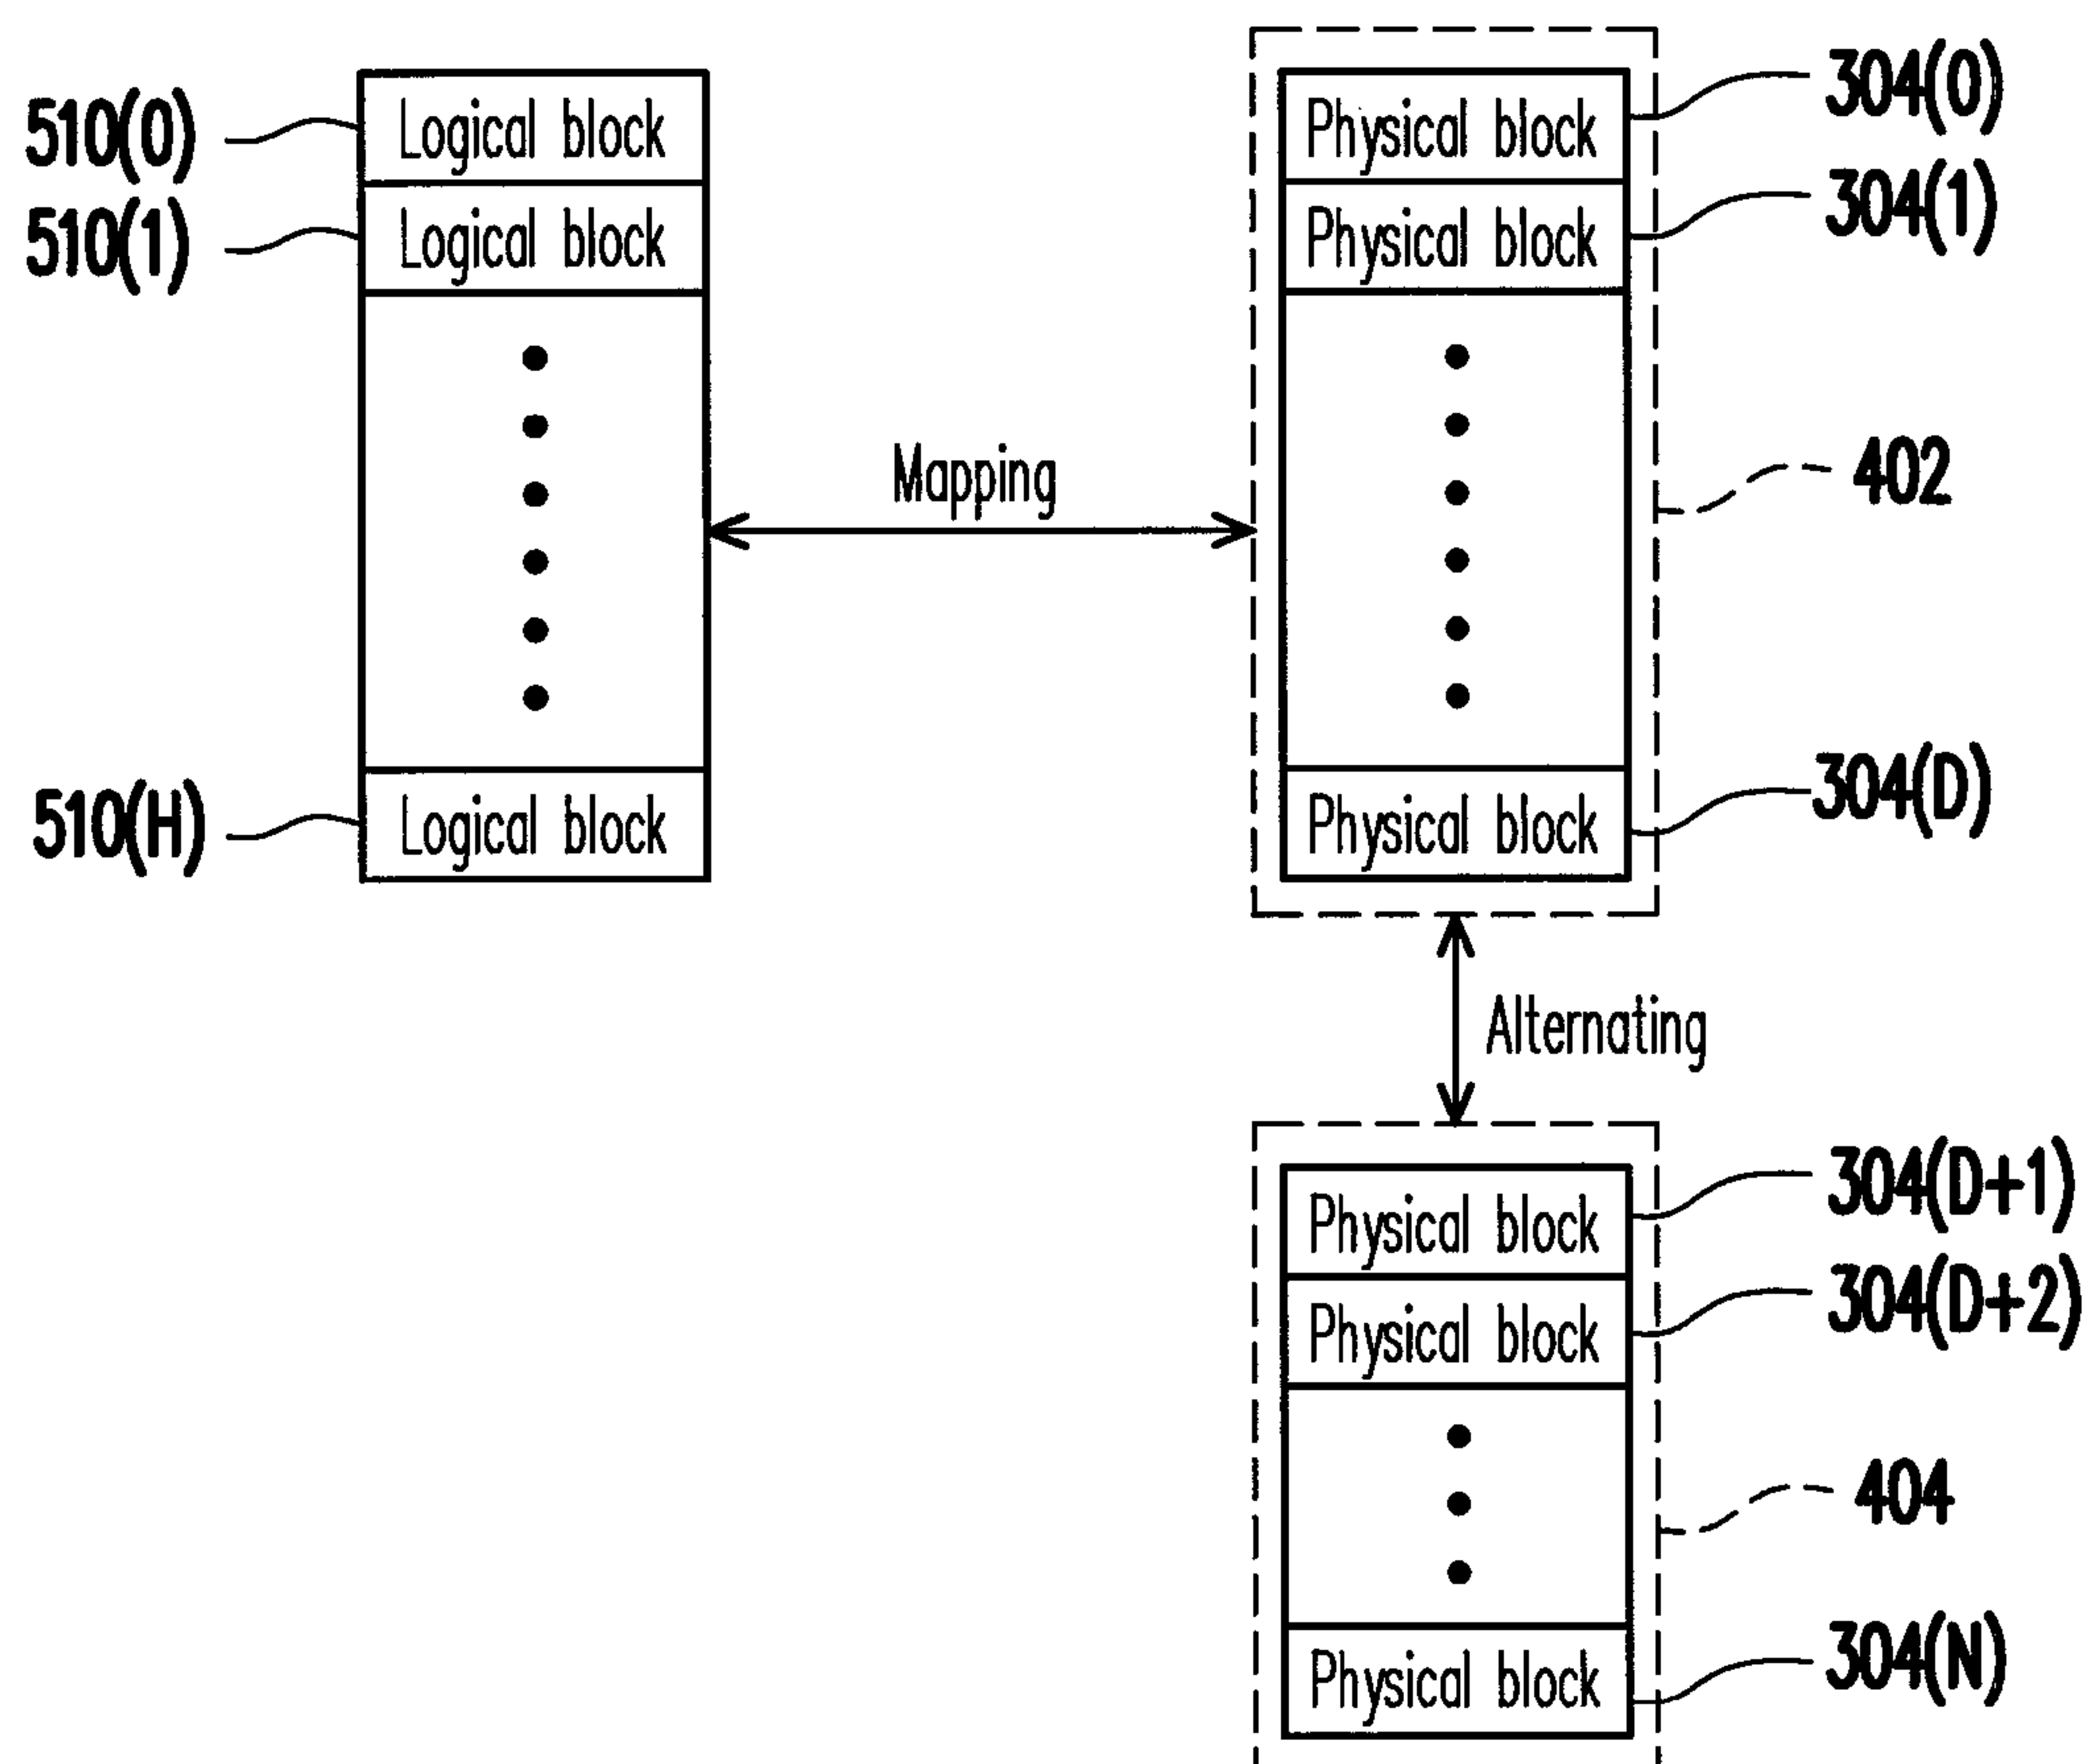 510(0)
Logical block
510(1)
Logical block
510(H)
Logical block
Mapping
Physical block
304(0)
Physical block
304(1)
402
Physical block
304(D)
Alternating
Physical block
304(D+1)
Physical block
304(D+2)
404
Physical block
304(N)